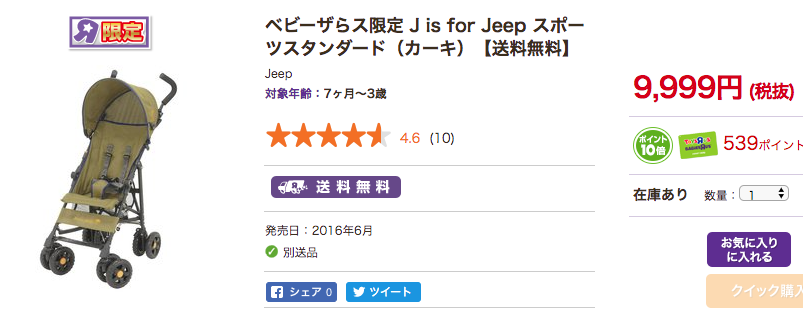 限定
ベビーザらス限定 J is for Jeep スポー
ツスタンダード（カーキ）【送料無料】
Jeep
対象年齢：7ヶ月〜3歳
4.6 (10)
送料無料
発売日：2016年6月
別送品
シェア 0
ツイート
9,999円 (税抜)
ポイント
10倍
539ポイント
在庫あり 数量： 1
お気に入り
に入れる
クイック購入